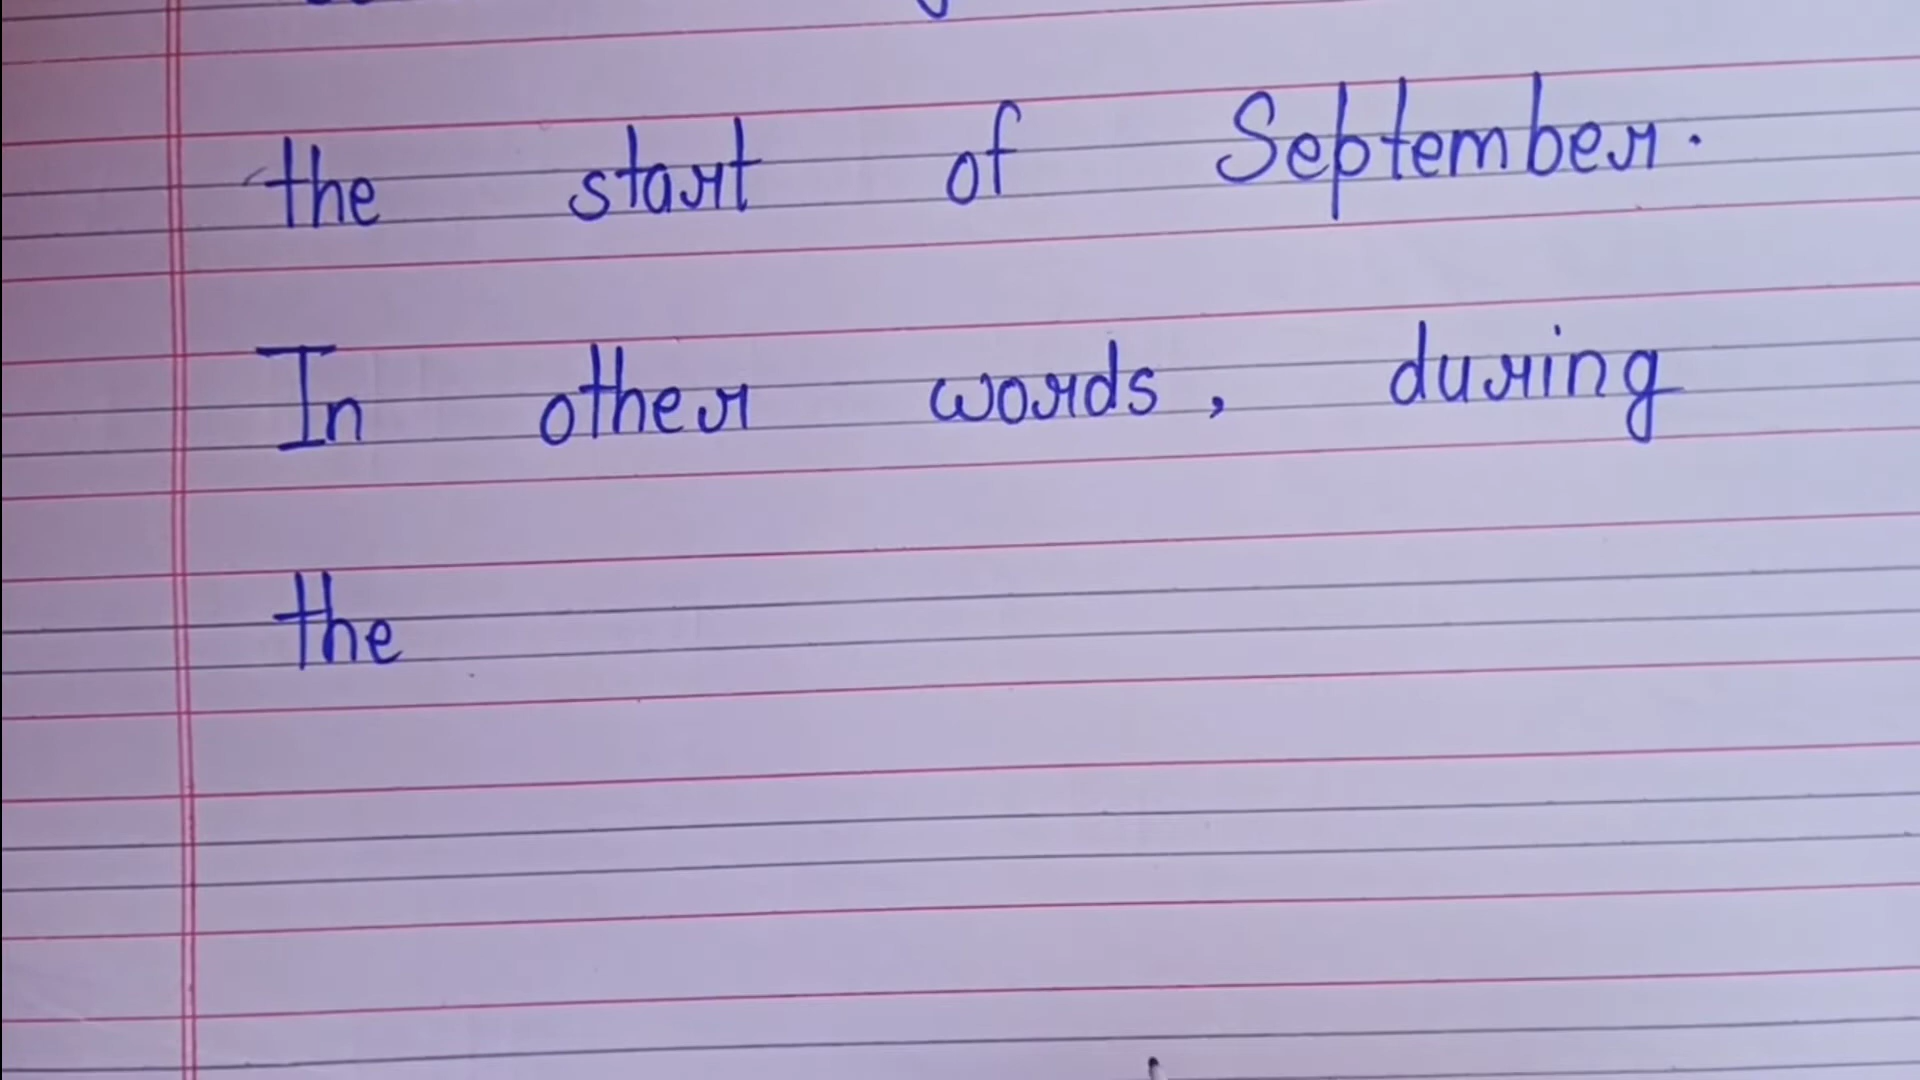 the start of September.
In other words, during
the